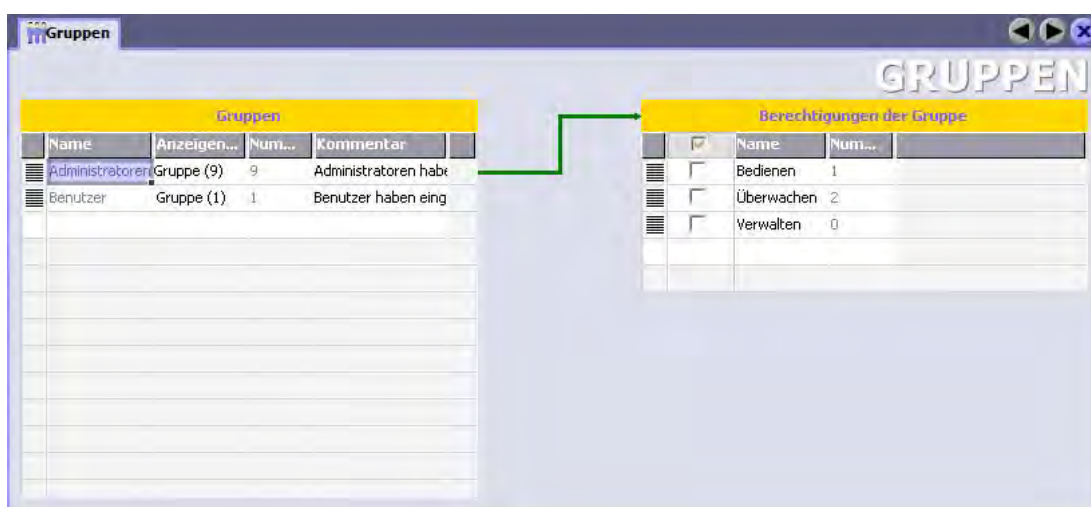 Gruppen
GRUPPEN
Gruppen
Name Anzeigen... Num... Kommentar
Administratoren Gruppe (9) 9 Administratoren habe
Benutzer Gruppe (1) 1 Benutzer haben eing
Berechtigungen der Gruppe
Name Num...
Bedienen 1
Überwachen 2
Verwalten 0